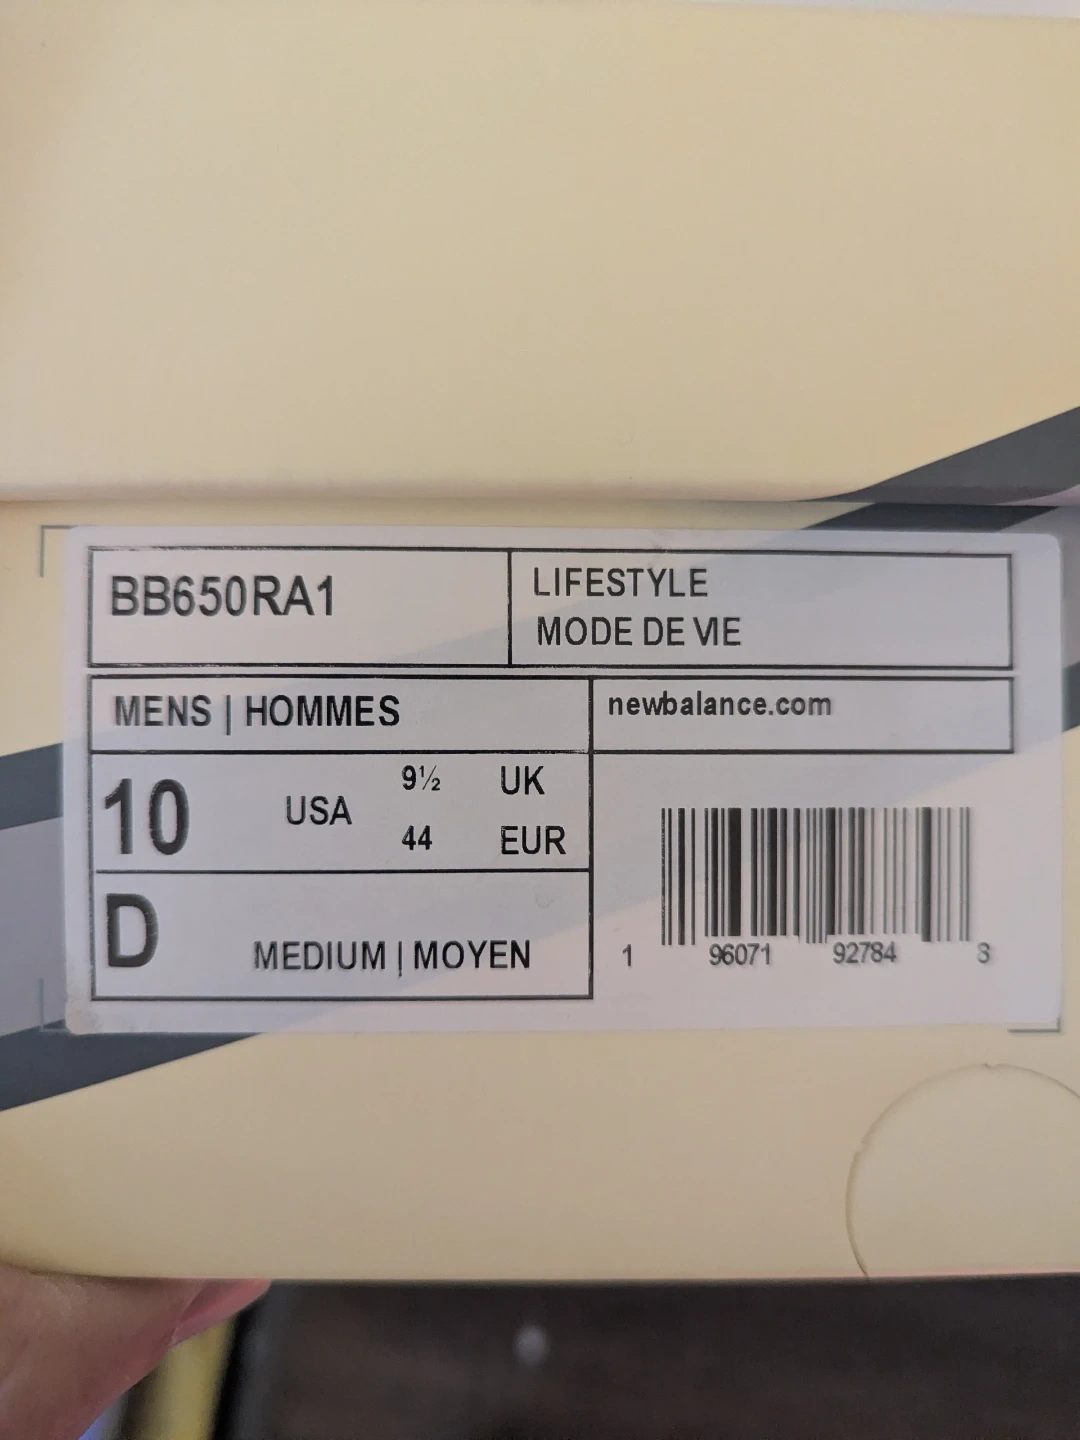 BB650RA1
LIFESTYLE
MODE DE VIE
MENS | HOMMES
newbalance.com
10 USA
9½ UK
44 EUR
D MEDIUM | MOYEN
1 96071 92784 8